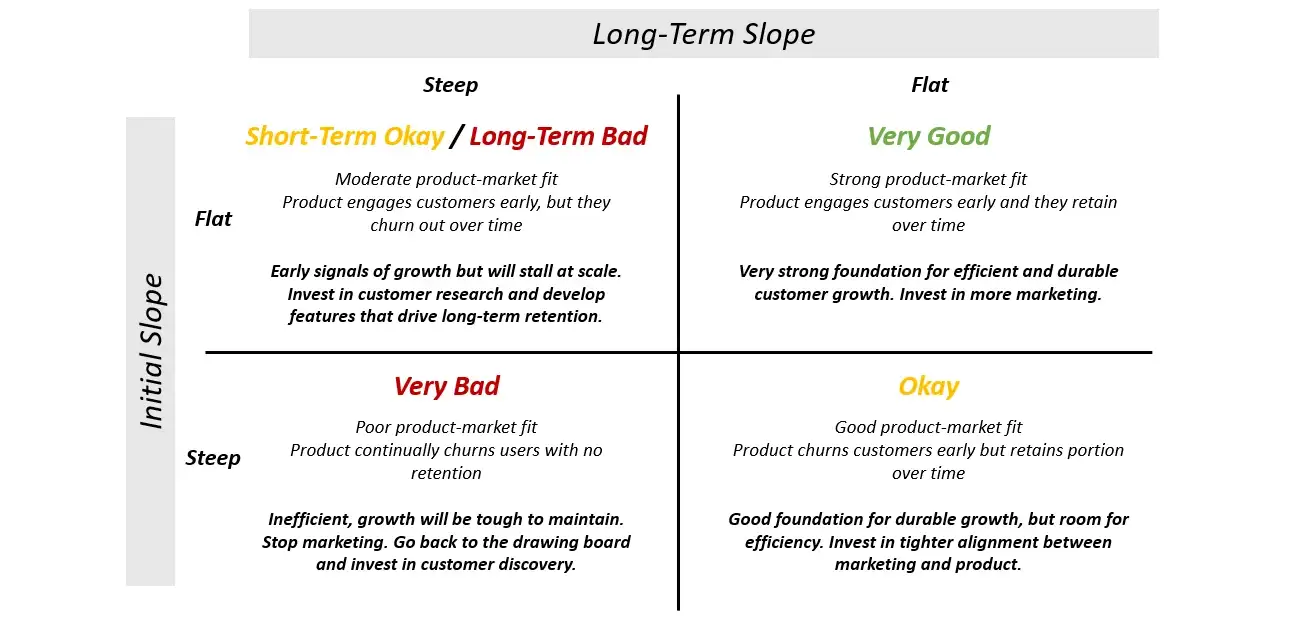 Long-Term Slope
Steep
Flat
Initial Slope
Flat
Short-Term Okay / Long-Term Bad
Moderate product-market fit
Product engages customers early, but they
churn out over time
Early signals of growth but will stall at scale.
Invest in customer research and develop
features that drive long-term retention.
Very Good
Strong product-market fit
Product engages customers early and they retain
over time
Very strong foundation for efficient and durable
customer growth. Invest in more marketing.
Steep
Very Bad
Poor product-market fit
Product continually churns users with no
retention
Inefficient, growth will be tough to maintain.
Stop marketing. Go back to the drawing board
and invest in customer discovery.
Okay
Good product-market fit
Product churns customers early but retains portion
over time
Good foundation for durable growth, but room for
efficiency. Invest in tighter alignment between
marketing and product.